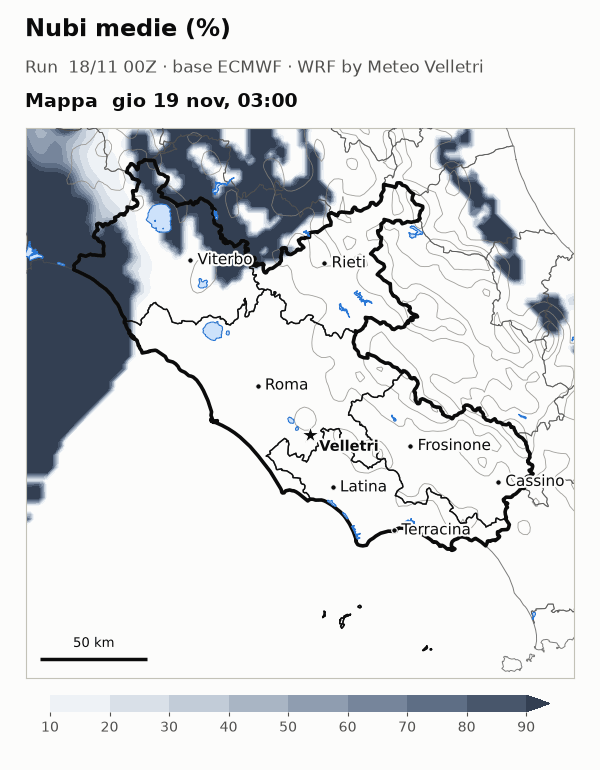 Nubi medie (%)
Run  18/11 00Z · base ECMWF · WRF by Meteo Velletri
Mappa  gio 19 nov, 03:00
Viterbo
Rieti
Roma
Velletri
Frosinone
Cassino
Latina
Terracina
50 km
10 20 30 40 50 60 70 80 90